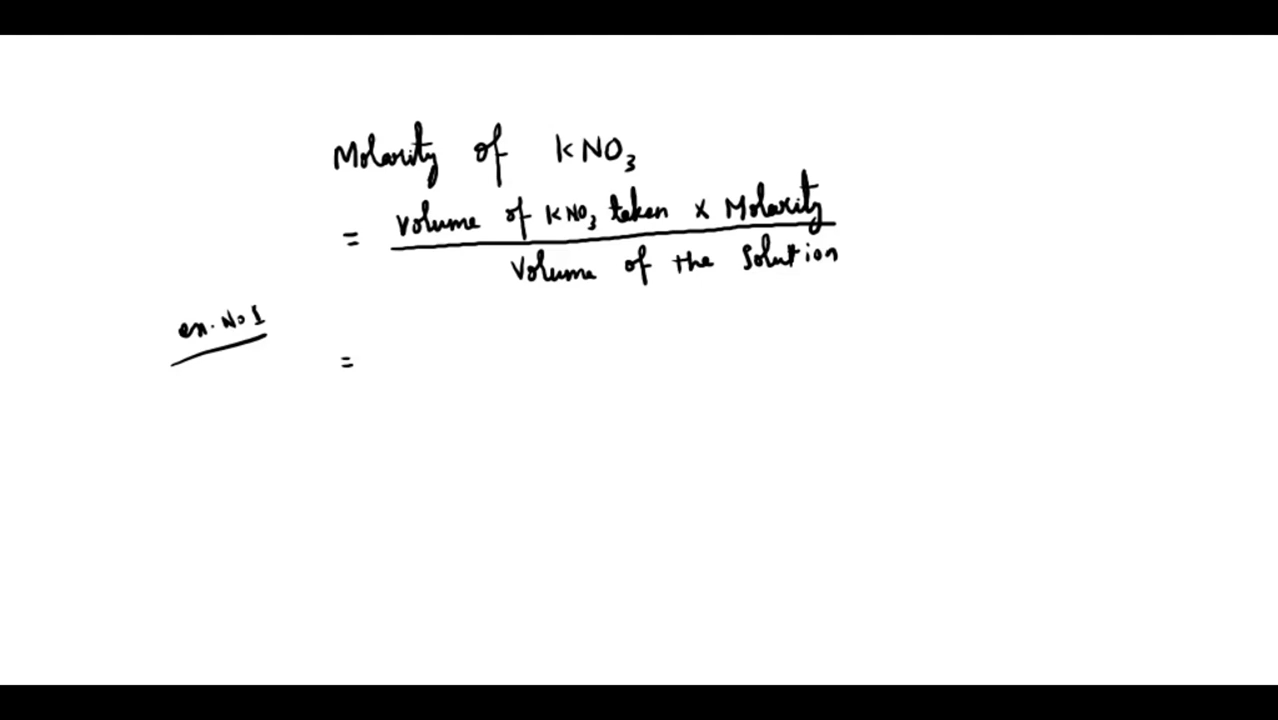 Molarity of KNO₃
= Volume of KNO₃ taken x Molarity
Volume of the Solution
ex. No 1
=